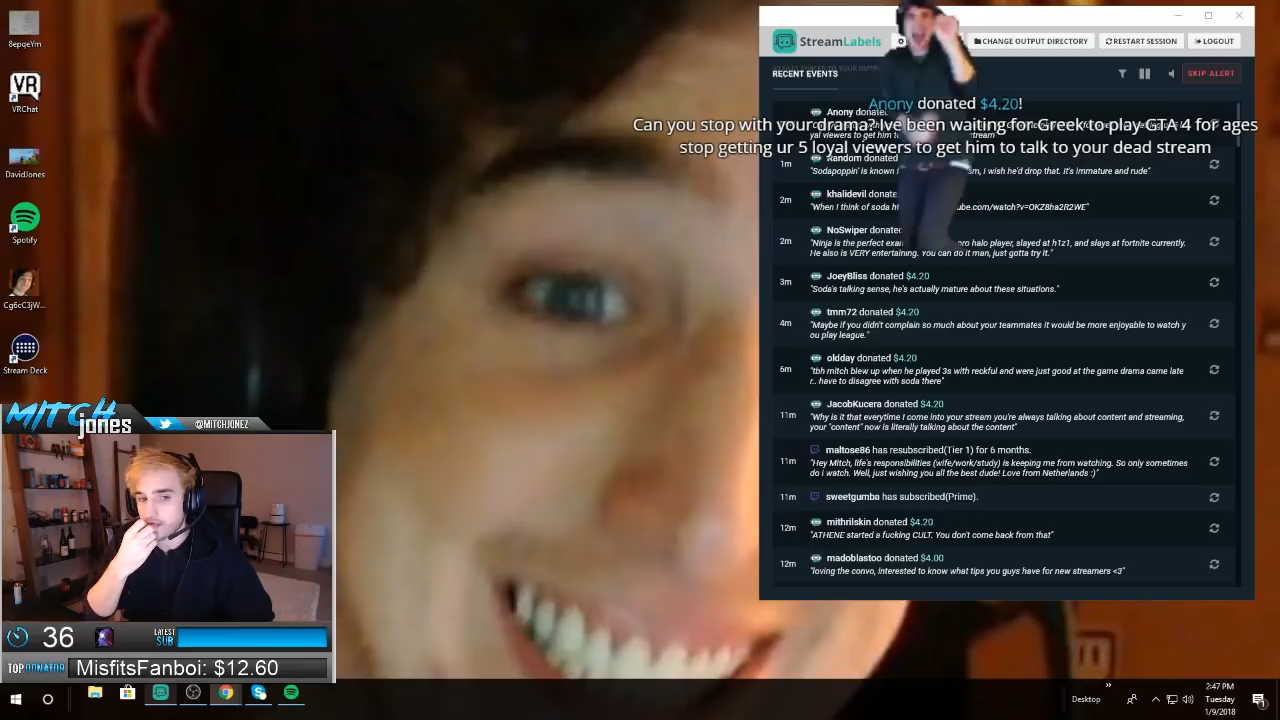 8epqeYm
VRChat
DavidJones
Spotify
Cg6cC3jW...
Stream Deck
StreamLabels
CHANGE OUTPUT DIRECTORY
RESTART SESSION
LOGOUT
RECENT EVENTS
SKIP ALERT
Anony donated $4.20!
Can you stop with your drama? Ive been waiting for Greek to play GTA 4 for ages
stop getting ur 5 loyal viewers to get him to talk to your dead stream
Anony
yal viewers to get him to
1m
Random donated
"Sodapoppin' is known
sm, I wish he'd drop that. It's immature and rude"
2m
khalidevil donate
"When I think of soda
ube.com/watch?v=OKZ8ha2R2WE"
2m
NoSwiper donated
"Ninja is the perfect
pro halo player, slayed at h1z1, and slays at fortnite currently.
He also is VERY entertaining. You can do it man, just gotta try it."
3m
JoeyBliss donated $4.20
"Soda's talking sense, he's actually mature about these situations."
4m
tmm72 donated $4.20
"Maybe if you didn't complain so much about your teammates it would be more enjoyable to watch y
ou play league."
6m
oldday donated $4.20
"tbh mitch blew up when he played 3s with reckful and were just good at the game drama came late
r.. have to disagree with soda there"
11m
JacobKucera donated $4.20
"Why is it that everytime I come into your stream you're always talking about content and streaming,
your "content" now is literally talking about the content"
11m
maltose86 has resubscribed(Tier 1) for 6 months.
"Hey Mitch, life's responsibilities (wife/work/study) is keeping me from watching. So only sometimes
do i watch. Well, just wishing you all the best dude! Love from Netherlands :)"
11m
sweetgumba has subscribed(Prime).
12m
mithrilskin donated $4.20
"ATHENE started a fucking CULT. You don't come back from that"
12m
madoblastoo donated $4.00
"loving the convo, interested to know what tips you guys have for new streamers <3"
MITCH
jones
@MITCHJONEZ
36
LATEST
SUB
TOP DONATOR
MisfitsFanboi: $12.60
Desktop
2:47 PM
Tuesday
1/9/2018